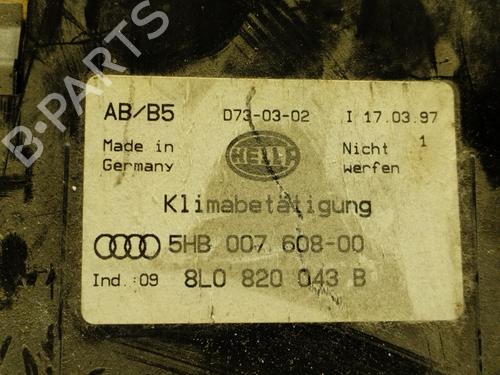 B-PARTS
AB/B5 D73-03-02 I 17.03.97
Made in HELLA Nicht 1
Germany werfen
Klimabetätigung
5HB 007 608-00
Ind.:09 8L0 820 043 B